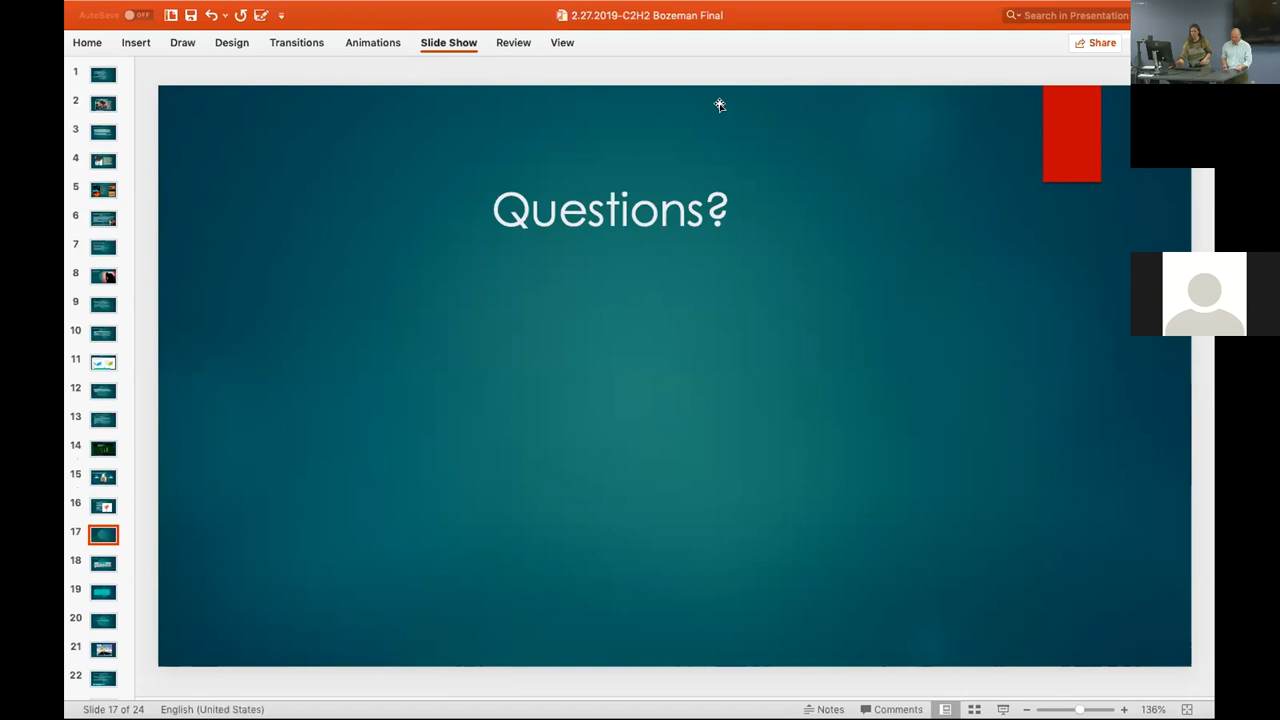 AutoSave OFF
2.27.2019-C2H2 Bozeman Final
Search in Presentation
Home Insert Draw Design Transitions Animations Slide Show Review View
Share
1
2
3
4
5
6
7
8
9
10
11
12
13
14
15
16
17
18
19
20
21
22
Questions?
Slide 17 of 24 English (United States)
Notes Comments 136%